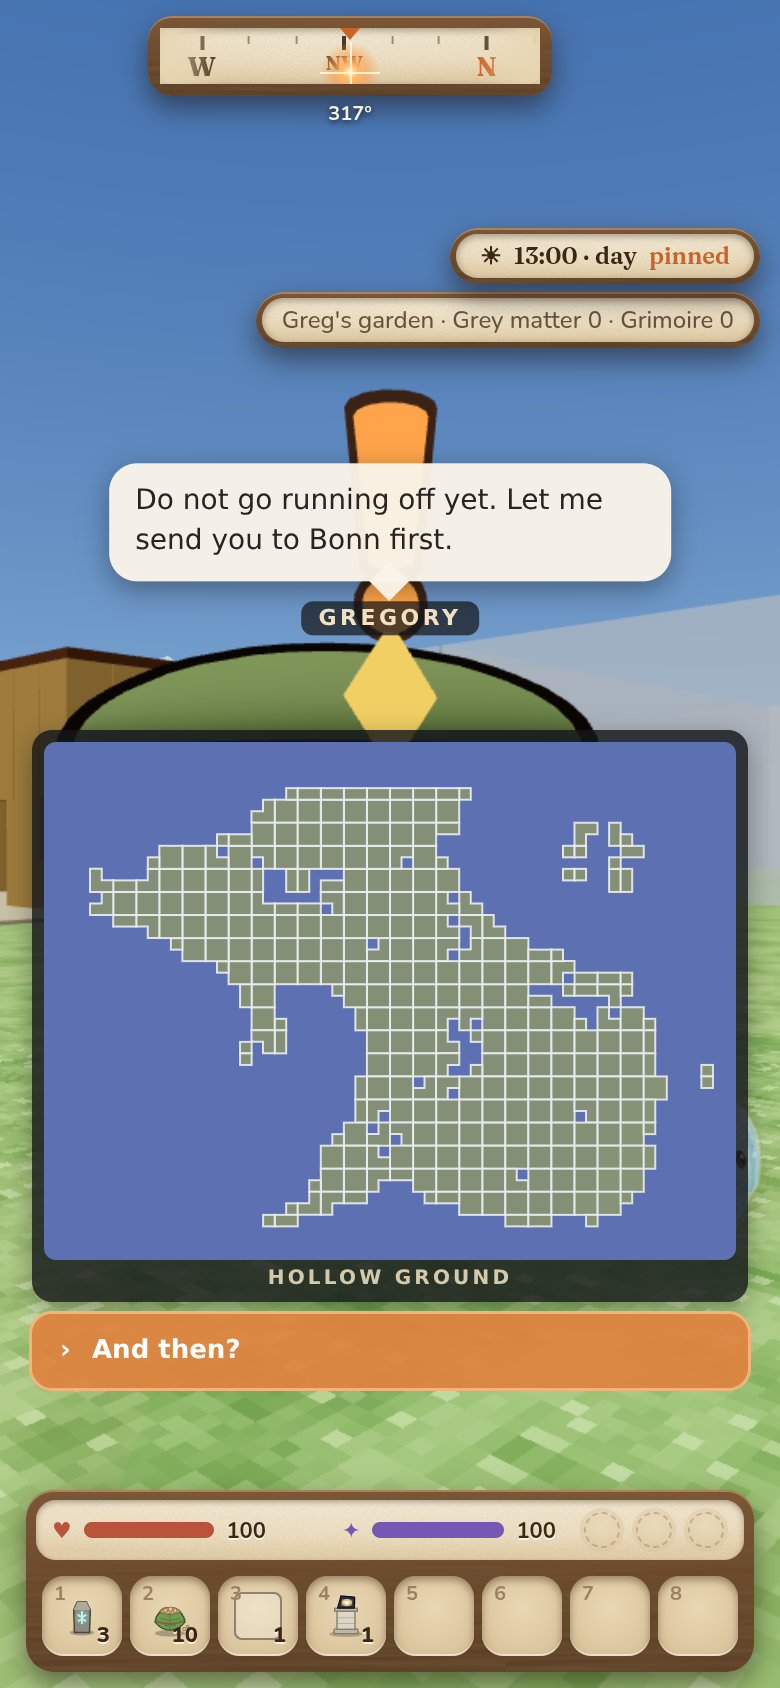 W NW N
317°
13:00 · day pinned
Greg's garden · Grey matter 0 · Grimoire 0
Do not go running off yet. Let me
send you to Bonn first.
GREGORY
HOLLOW GROUND
› And then?
100 100
1 2 3 4 5 6 7 8
3 10 1 1